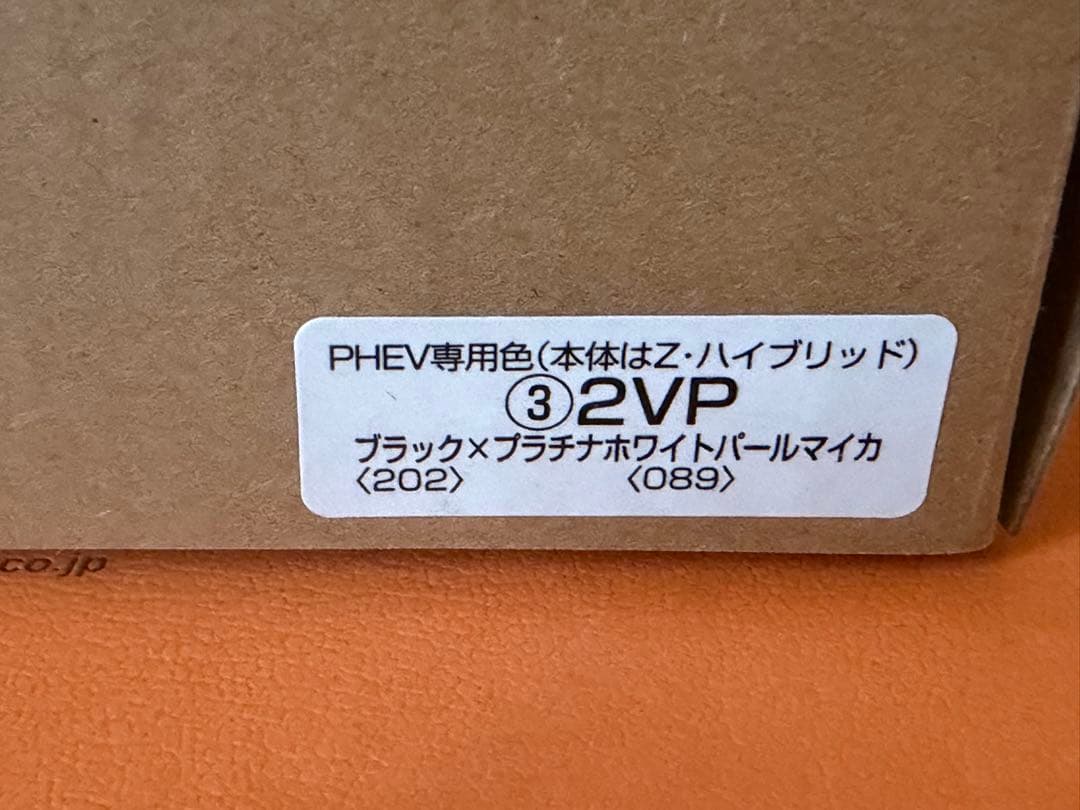 PHEV専用色(本体はZ・ハイブリッド)
③2VP
ブラック×プラチナホワイトパールマイカ
〈202〉 〈089〉
co.jp